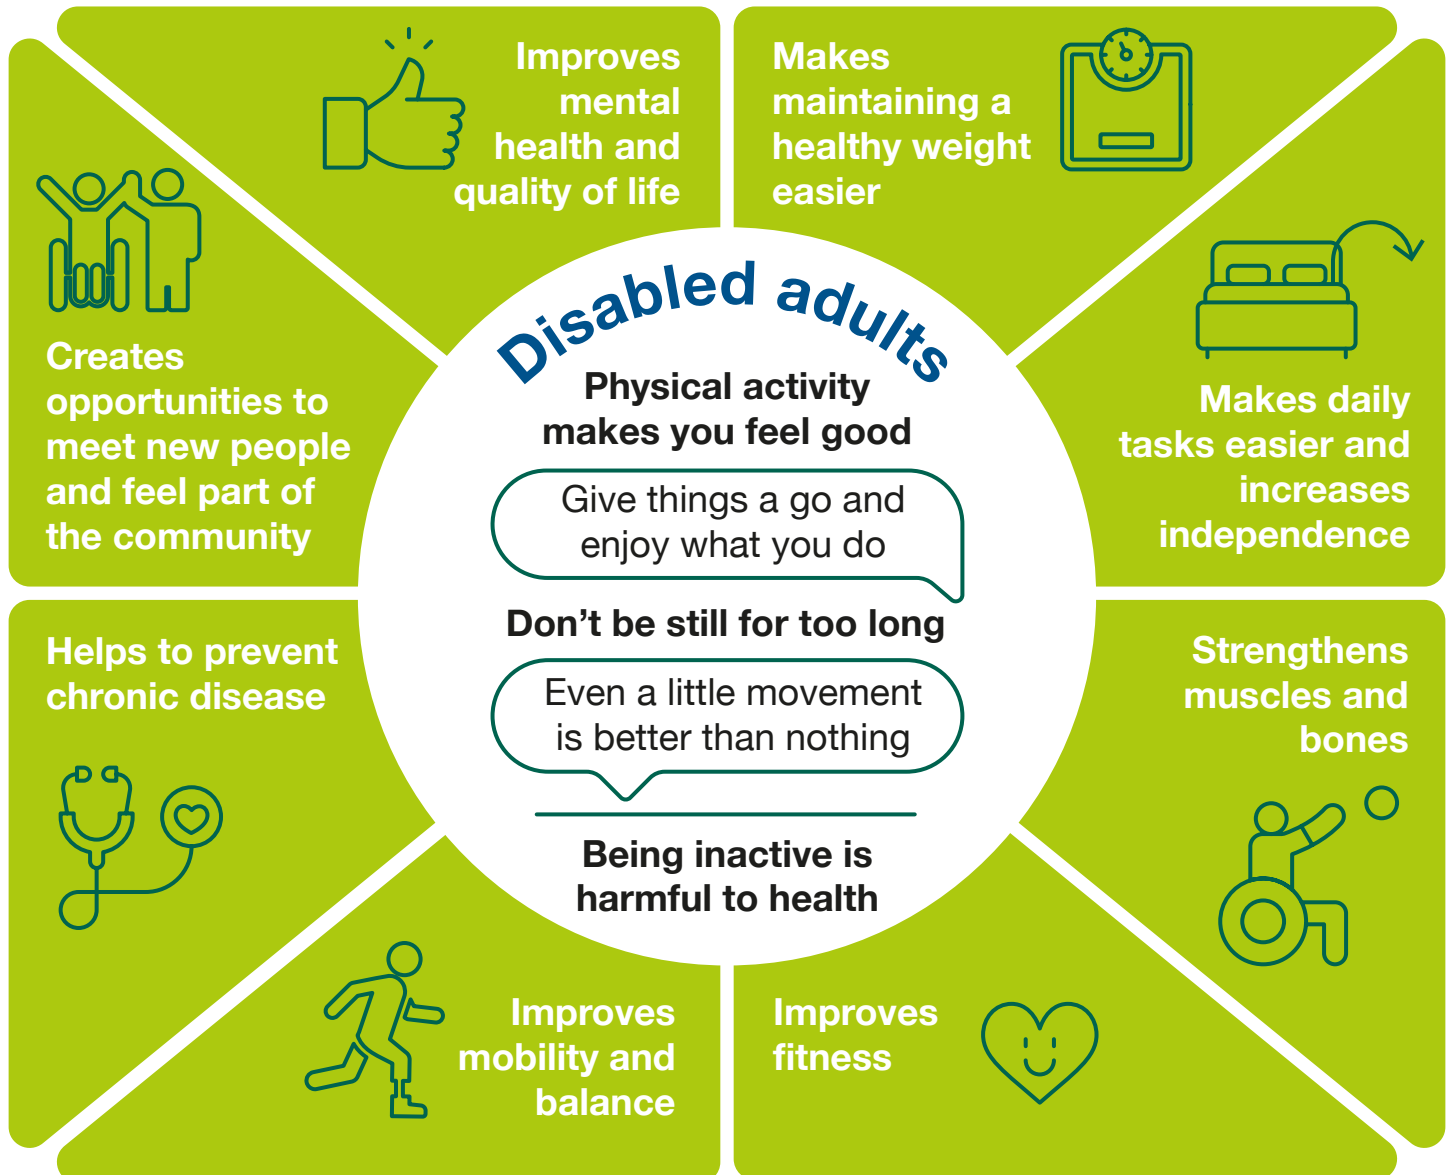 Improves
mental
health and
quality of life
Makes
maintaining a
healthy weight
easier
Creates
opportunities to
meet new people
and feel part of
the community
Disabled adults
Physical activity
makes you feel good
Give things a go and
enjoy what you do
Don’t be still for too long
Even a little movement
is better than nothing
Being inactive is
harmful to health
Makes daily
tasks easier and
increases
independence
Helps to prevent
chronic disease
Strengthens
muscles and
bones
Improves
mobility and
balance
Improves
fitness